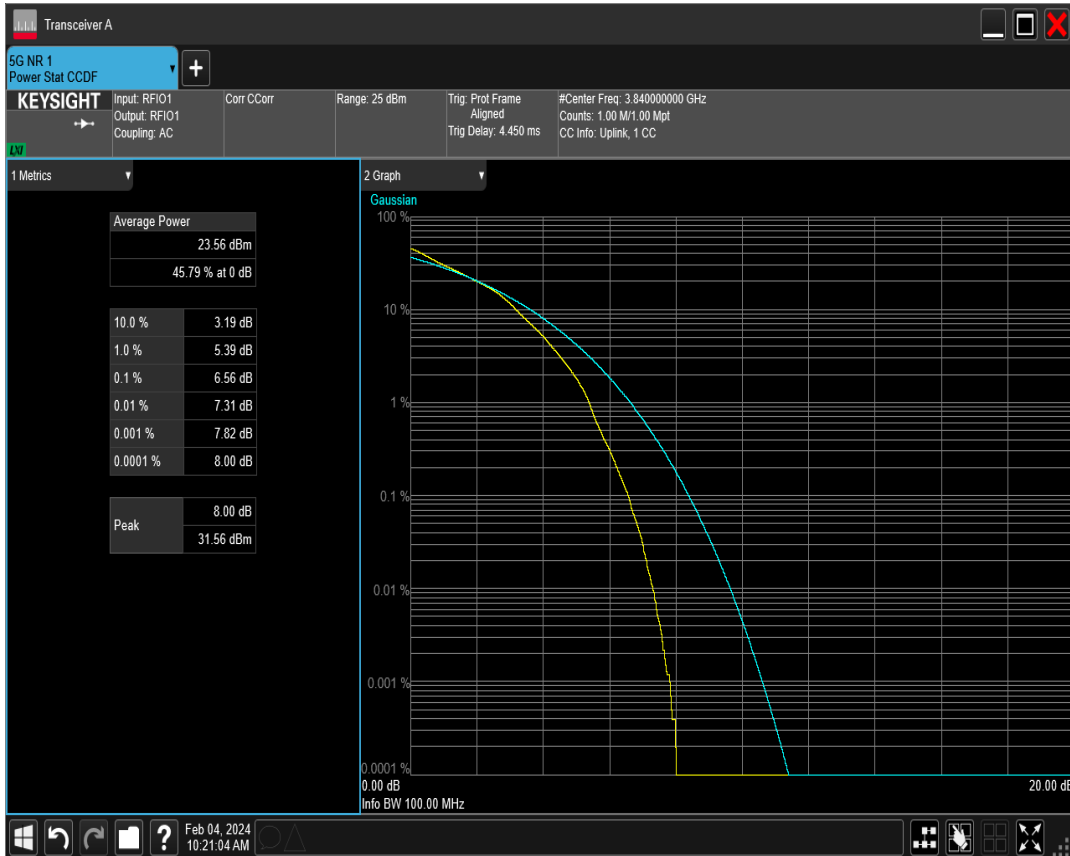 Transceiver A
5G NR 1
Power Stat CCDF
KEYSIGHT
LXI
Input: RFIO1
Output: RFIO1
Coupling: AC
Corr CCorr
Range: 25 dBm
Trig: Prot Frame
Aligned
Trig Delay: 4.450 ms
#Center Freq: 3.840000000 GHz
Counts: 1.00 M/1.00 Mpt
CC Info: Uplink, 1 CC
1 Metrics
Average Power
23.56 dBm
45.79 % at 0 dB
10.0 % 3.19 dB
1.0 % 5.39 dB
0.1 % 6.56 dB
0.01 % 7.31 dB
0.001 % 7.82 dB
0.0001 % 8.00 dB
Peak 8.00 dB
31.56 dBm
2 Graph
Gaussian
100 %
10 %
1 %
0.1 %
0.01 %
0.001 %
0.0001 %
0.00 dB 20.00 dB
Info BW 100.00 MHz
?
Feb 04, 2024
10:21:04 AM